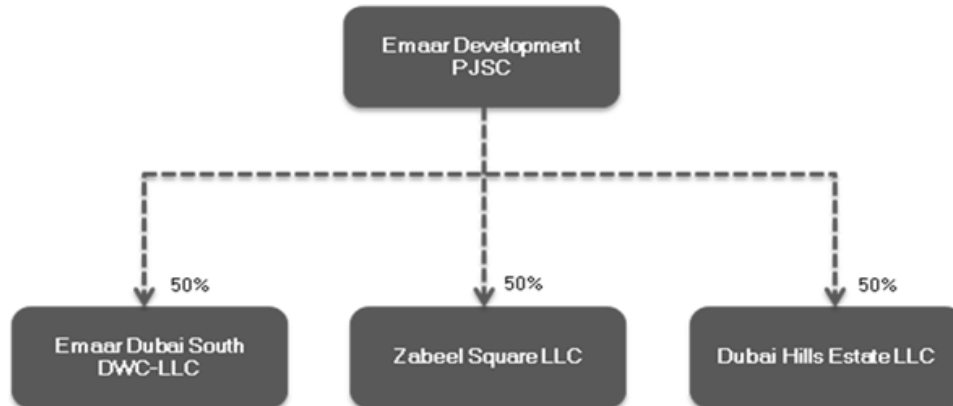 Emaar Development
PJSC
50%
50%
50%
Emaar Dubai South
DWC-LLC
Zabeel Square LLC
Dubai Hills Estate LLC